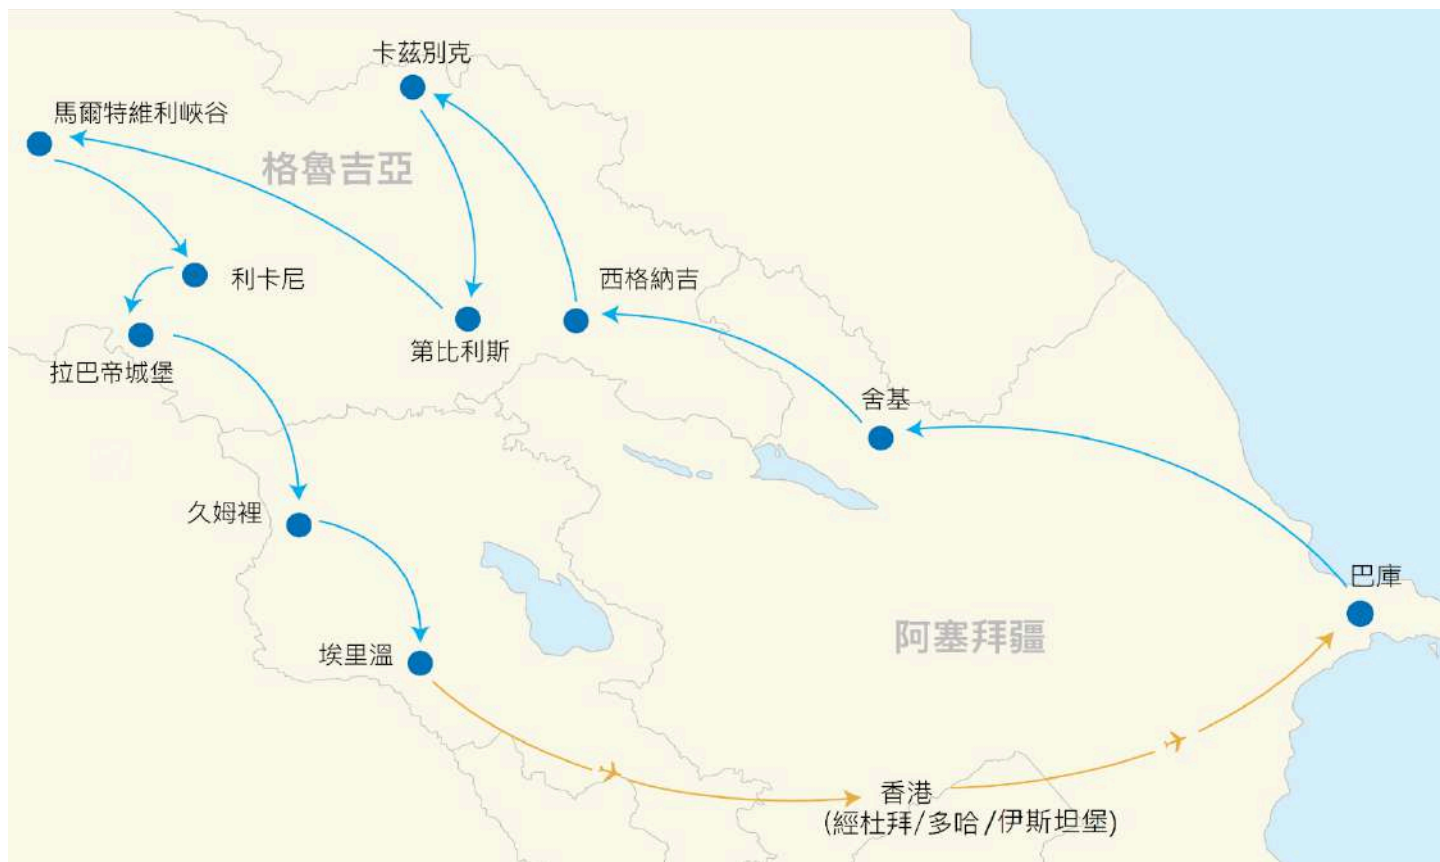 卡茲別克
馬爾特維利峽谷
格魯吉亞
利卡尼
西格納吉
第比利斯
拉巴帝城堡
舍基
久姆裡
巴庫
阿塞拜疆
埃里溫
香港
(經杜拜/多哈/伊斯坦堡)